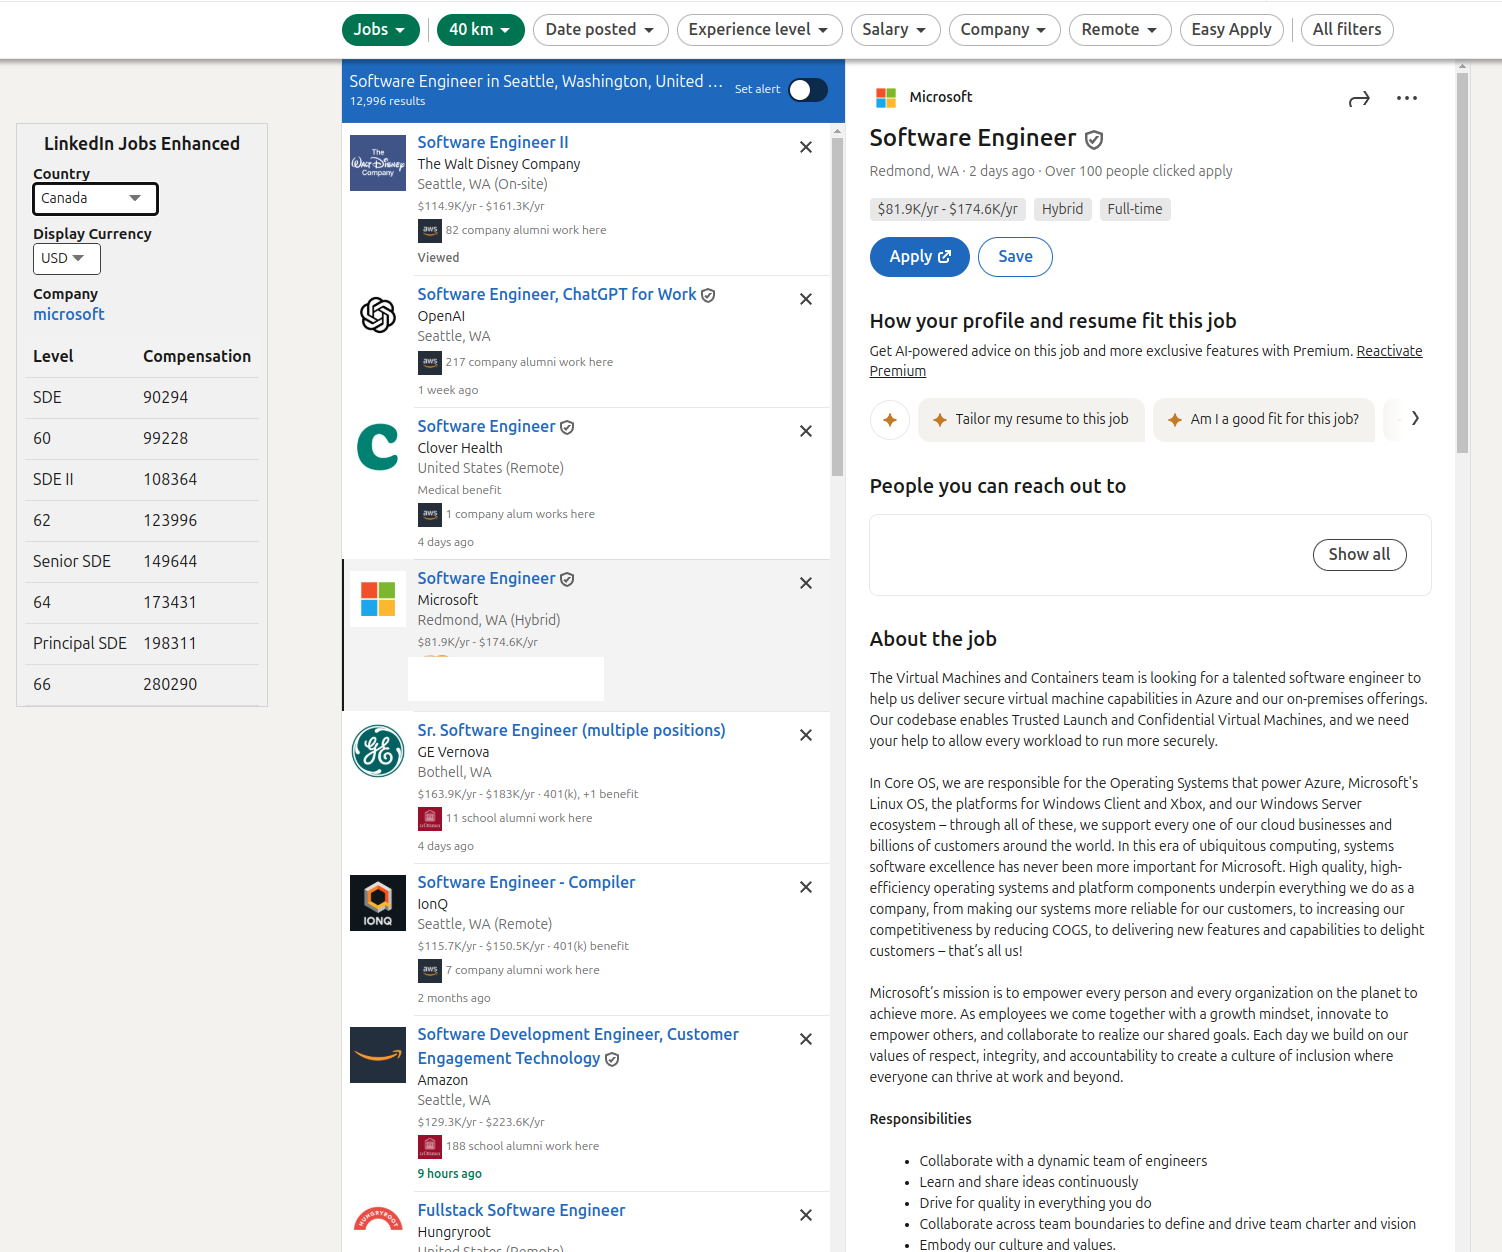 Jobs
40 km
Date posted
Experience level
Salary
Company
Remote
Easy Apply
All filters
LinkedIn Jobs Enhanced
Country
Canada
Display Currency
USD
Company
microsoft
Level Compensation
SDE 90294
60 99228
SDE II 108364
62 123996
Senior SDE 149644
64 173431
Principal SDE 198311
66 280290
Software Engineer in Seattle, Washington, United ...
12,996 results
Set alert
The
Walt Disney
Company
Software Engineer II
The Walt Disney Company
Seattle, WA (On-site)
$114.9K/yr - $161.3K/yr
aws
82 company alumni work here
Viewed
Software Engineer, ChatGPT for Work
OpenAI
Seattle, WA
aws
217 company alumni work here
1 week ago
Software Engineer
Clover Health
United States (Remote)
Medical benefit
aws
1 company alum works here
4 days ago
Software Engineer
Microsoft
Redmond, WA (Hybrid)
$81.9K/yr - $174.6K/yr
Sr. Software Engineer (multiple positions)
GE Vernova
Bothell, WA
$163.9K/yr - $183K/yr · 401(k), +1 benefit
11 school alumni work here
4 days ago
IONQ
Software Engineer - Compiler
IonQ
Seattle, WA (Remote)
$115.7K/yr - $150.5K/yr · 401(k) benefit
aws
7 company alumni work here
2 months ago
Software Development Engineer, Customer
Engagement Technology
Amazon
Seattle, WA
$129.3K/yr - $223.6K/yr
188 school alumni work here
9 hours ago
HUNGRYROOT
Fullstack Software Engineer
Hungryroot
United States (Remote)
Microsoft
Software Engineer
Redmond, WA · 2 days ago · Over 100 people clicked apply
$81.9K/yr - $174.6K/yr
Hybrid
Full-time
Apply
Save
How your profile and resume fit this job
Get AI-powered advice on this job and more exclusive features with Premium. Reactivate
Premium
Tailor my resume to this job
Am I a good fit for this job?
People you can reach out to
Show all
About the job
The Virtual Machines and Containers team is looking for a talented software engineer to
help us deliver secure virtual machine capabilities in Azure and our on-premises offerings.
Our codebase enables Trusted Launch and Confidential Virtual Machines, and we need
your help to allow every workload to run more securely.
In Core OS, we are responsible for the Operating Systems that power Azure, Microsoft's
Linux OS, the platforms for Windows Client and Xbox, and our Windows Server
ecosystem – through all of these, we support every one of our cloud businesses and
billions of customers around the world. In this era of ubiquitous computing, systems
software excellence has never been more important for Microsoft. High quality, high-
efficiency operating systems and platform components underpin everything we do as a
company, from making our systems more reliable for our customers, to increasing our
competitiveness by reducing COGS, to delivering new features and capabilities to delight
customers – that’s all us!
Microsoft’s mission is to empower every person and every organization on the planet to
achieve more. As employees we come together with a growth mindset, innovate to
empower others, and collaborate to realize our shared goals. Each day we build on our
values of respect, integrity, and accountability to create a culture of inclusion where
everyone can thrive at work and beyond.
Responsibilities
• Collaborate with a dynamic team of engineers
• Learn and share ideas continuously
• Drive for quality in everything you do
• Collaborate across team boundaries to define and drive team charter and vision
• Embody our culture and values.